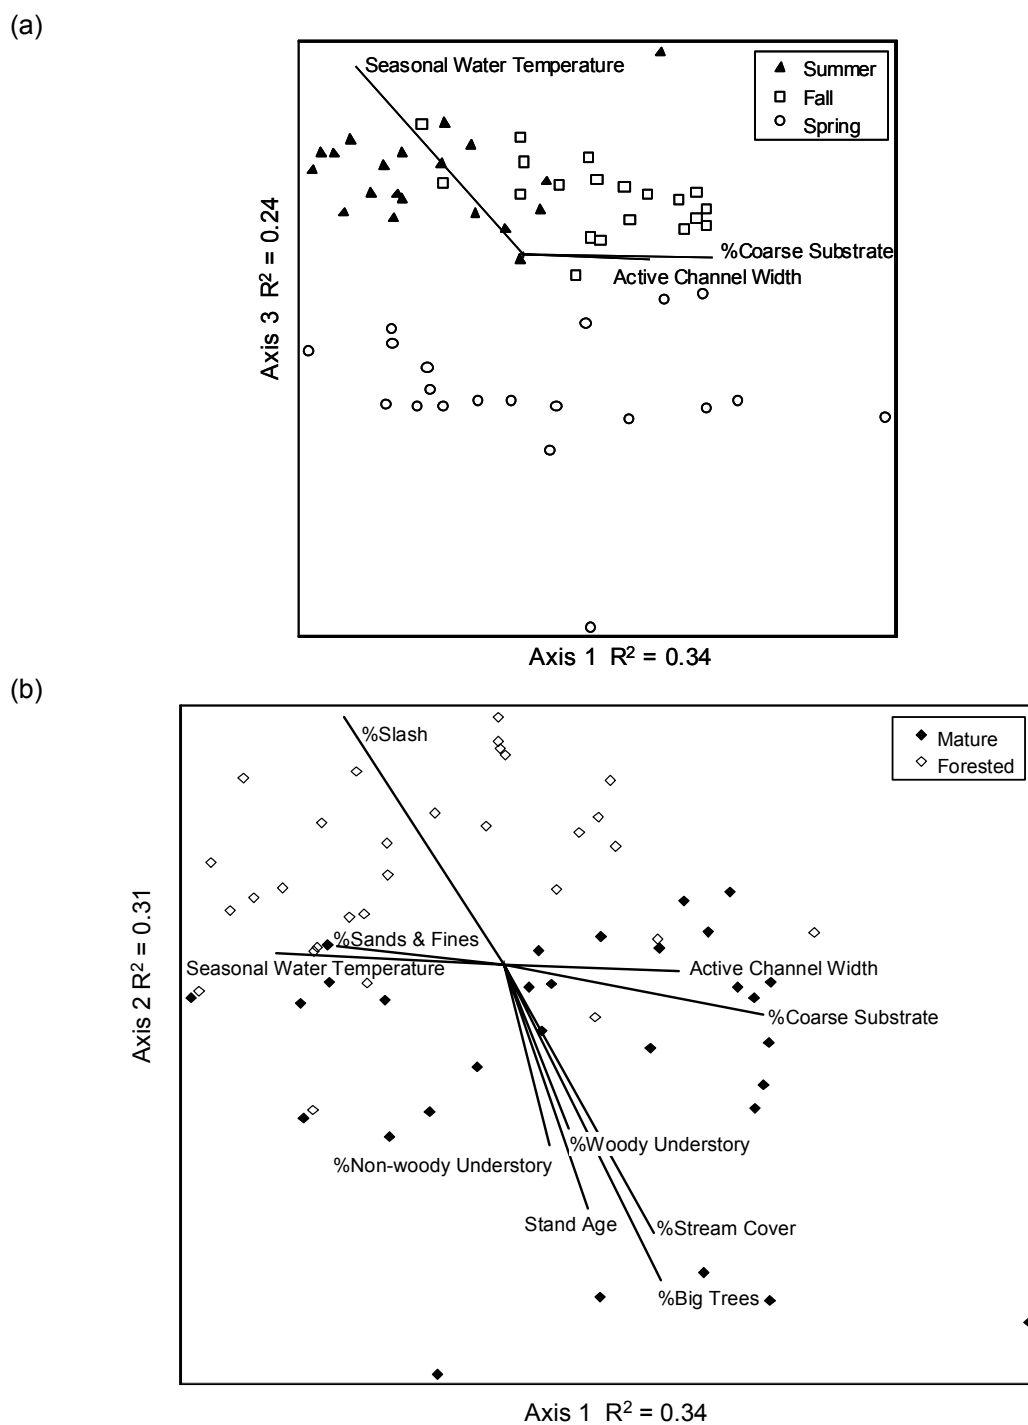 (a)
Seasonal Water Temperature
Summer
Fall
Spring
%Coarse Substrate
Active Channel Width
Axis 3 R² = 0.24
Axis 1 R² = 0.34
(b)
%Slash
Mature
Forested
%Sands & Fines
Seasonal Water Temperature
Active Channel Width
%Coarse Substrate
%Woody Understory
%Non-woody Understory
Stand Age
%Stream Cover
%Big Trees
Axis 2 R² = 0.31
Axis 1 R² = 0.34